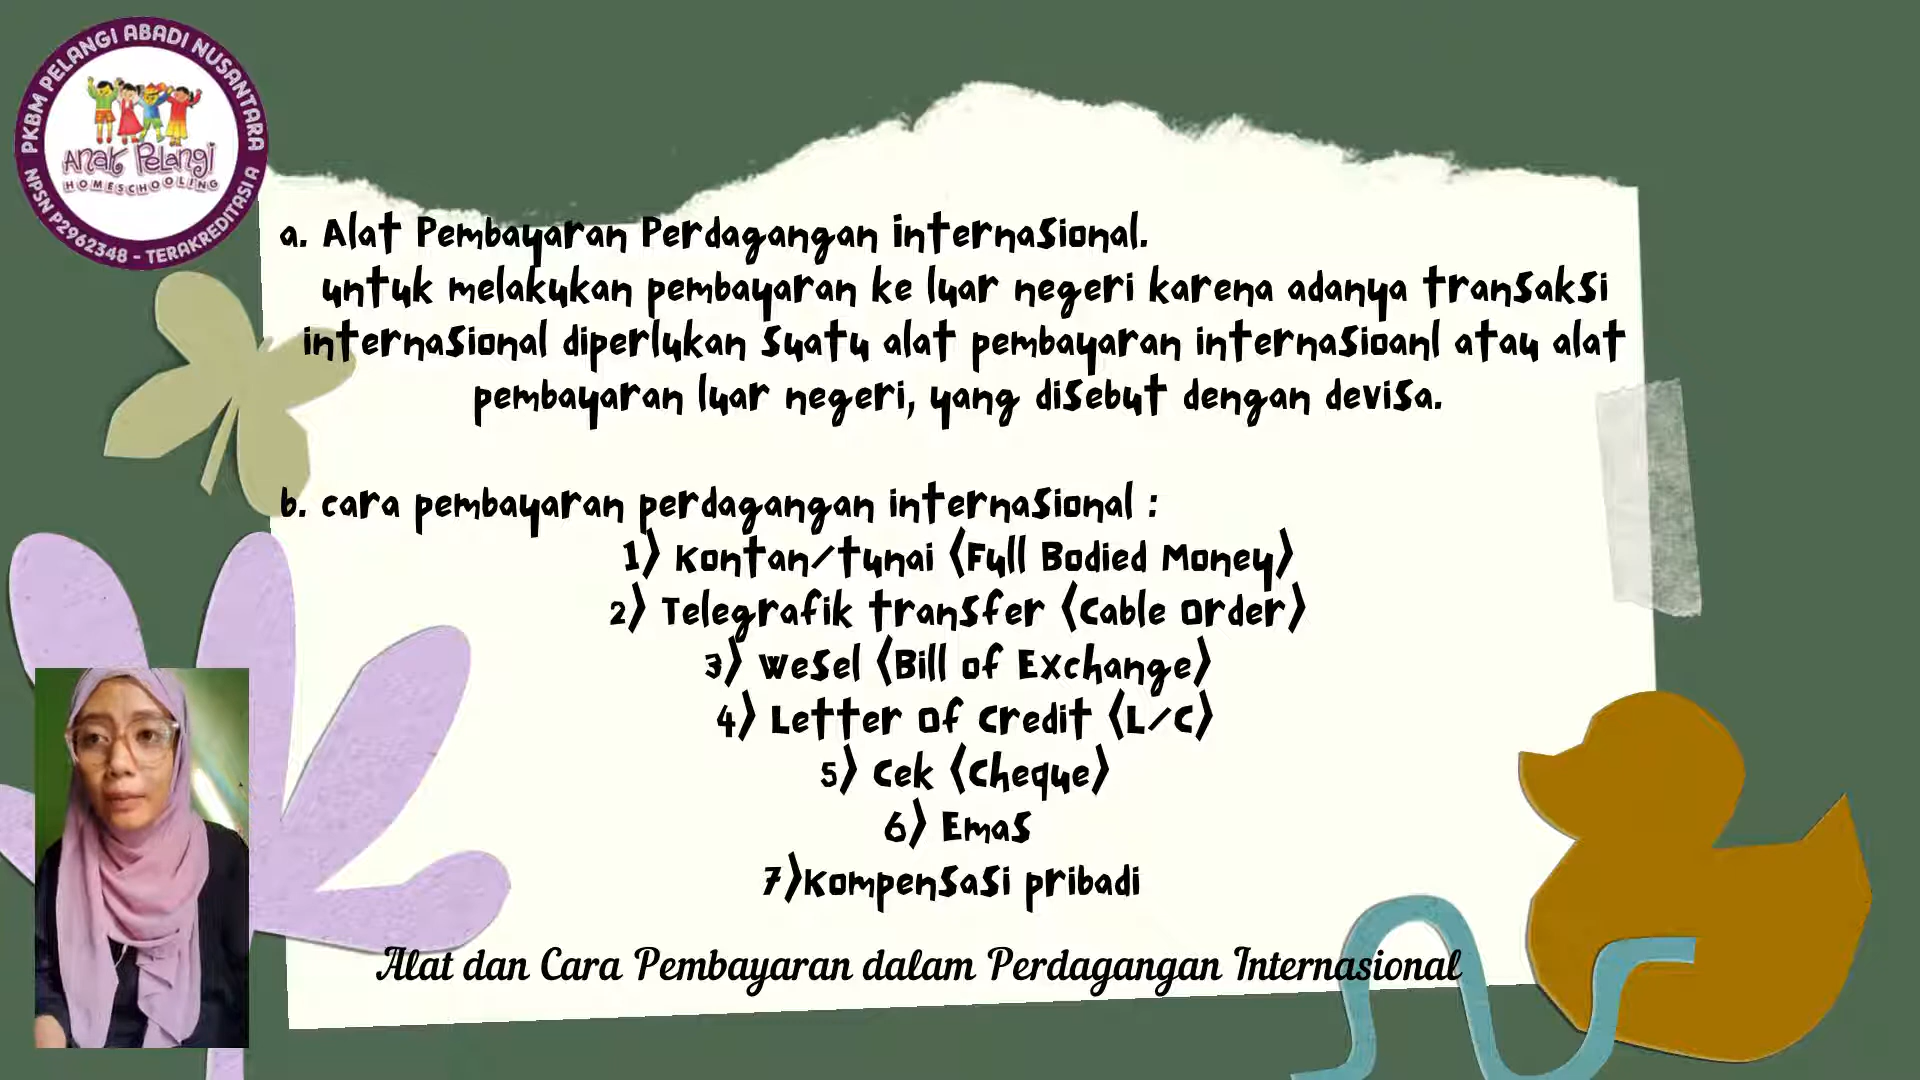 PKBM PELANGI ABADI NUSANTARA
Anak Pelangi
HOMESCHOOLING
NPSN P2962348 - TERAKREDITASI A
a. Alat Pembayaran Perdagangan internasional.
untuk melakukan pembayaran ke luar negeri karena adanya transaksi
internasional diperlukan suatu alat pembayaran internasioanl atau alat
pembayaran luar negeri, yang disebut dengan devisa.
b. cara pembayaran perdagangan internasional :
1) Kontan/tunai (Full Bodied Money)
2) Telegrafik transfer (Cable Order)
3) Wesel (Bill of Exchange)
4) Letter Of Credit (L/C)
5) Cek (Cheque)
6) Emas
7)Kompensasi pribadi
Alat dan Cara Pembayaran dalam Perdagangan Internasional